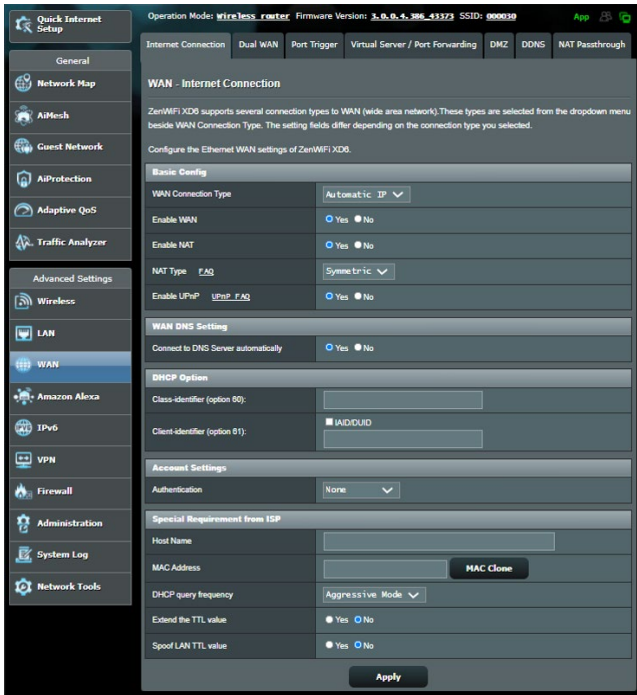 Quick Internet
Setup
General
Network Map
AiMesh
Guest Network
AiProtection
Adaptive QoS
Traffic Analyzer
Advanced Settings
Wireless
LAN
WAN
Amazon Alexa
IPv6
VPN
Firewall
Administration
System Log
Network Tools
Operation Mode: Wireless router Firmware Version: 3.0.0.4.386_43373 SSID: 000030 App
Internet Connection Dual WAN Port Trigger Virtual Server / Port Forwarding DMZ DDNS NAT Passthrough
WAN - Internet Connection
ZenWiFi XD6 supports several connection types to WAN (wide area network).These types are selected from the dropdown menu
beside WAN Connection Type. The setting fields differ depending on the connection type you selected.
Configure the Ethernet WAN settings of ZenWiFi XD6.
Basic Config
WAN Connection Type Automatic IP
Enable WAN Yes No
Enable NAT Yes No
NAT Type FAQ Symmetric
Enable UPnP UPnP FAQ Yes No
WAN DNS Setting
Connect to DNS Server automatically Yes No
DHCP Option
Class-identifier (option 60):
IAID/DUID
Client-identifier (option 61):
Account Settings
Authentication None
Special Requirement from ISP
Host Name
MAC Address MAC Clone
DHCP query frequency Aggressive Mode
Extend the TTL value Yes No
Spoof LAN TTL value Yes No
Apply